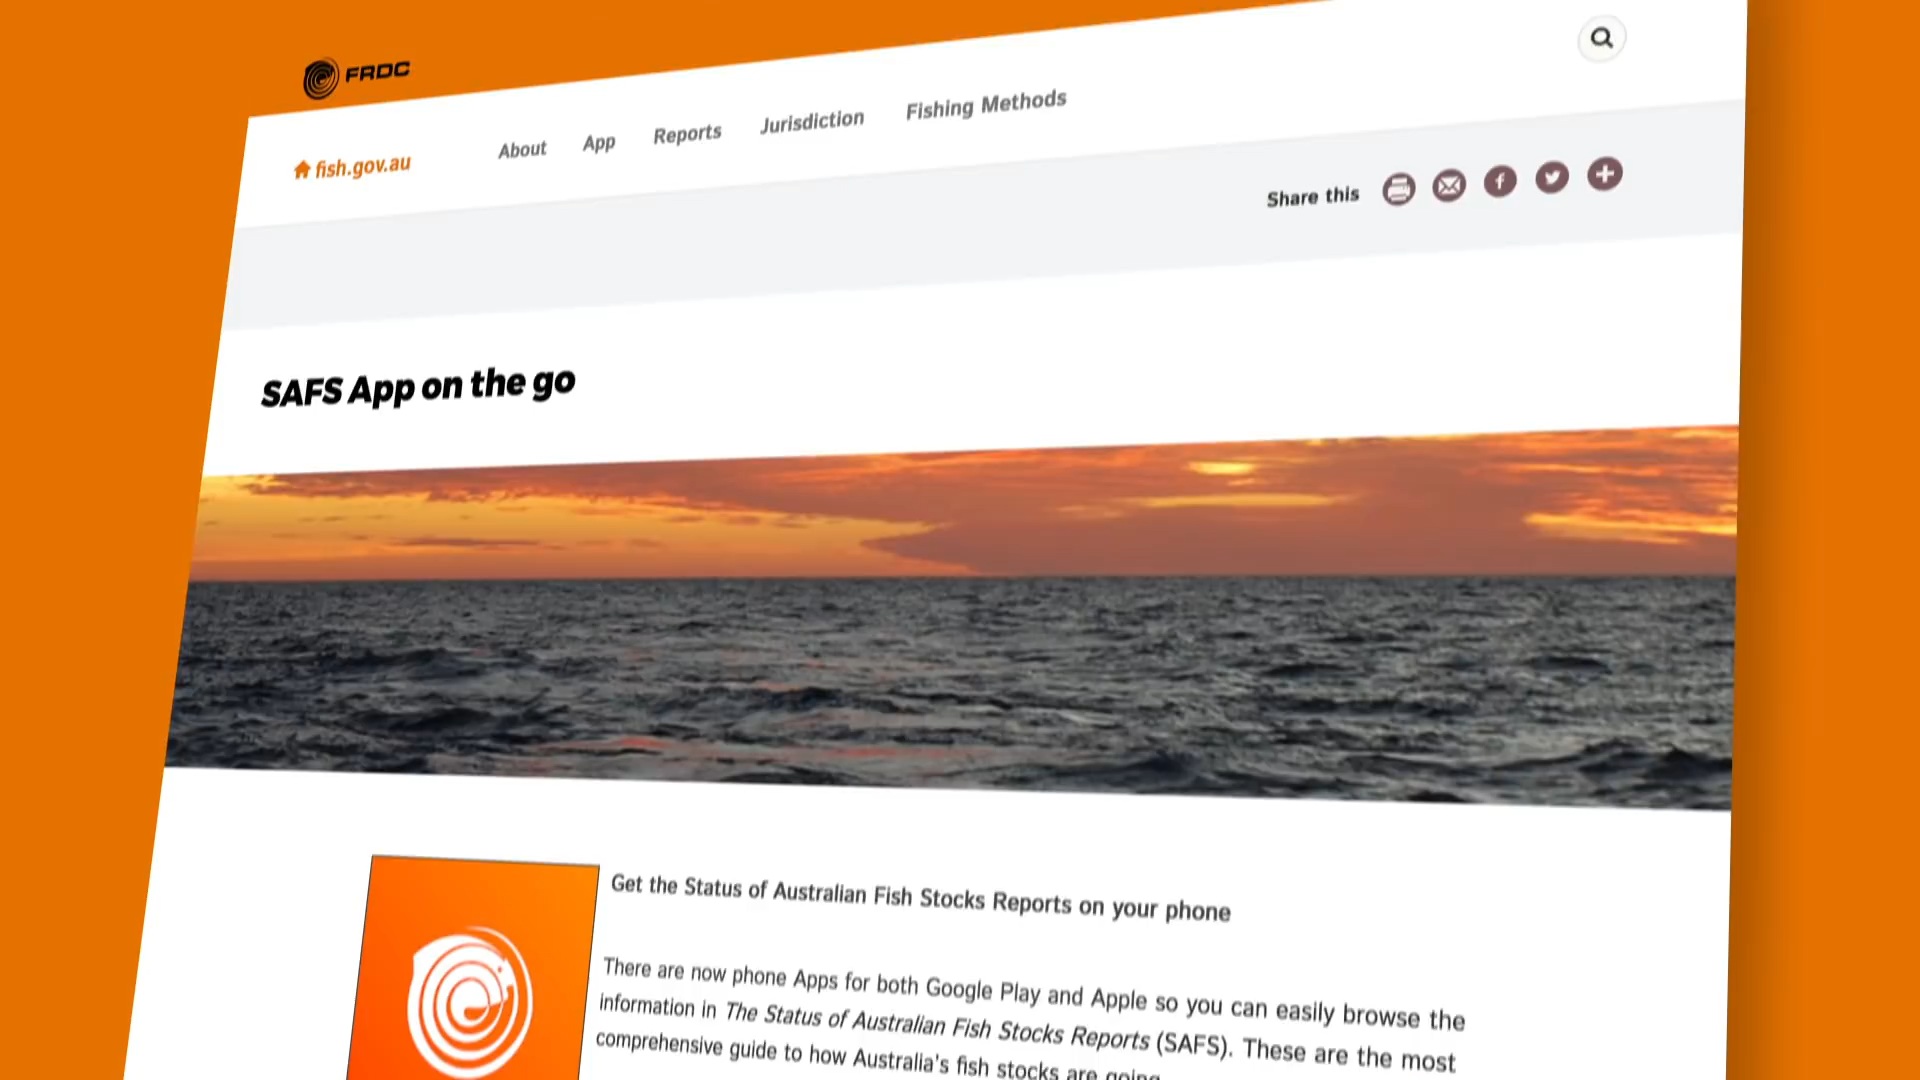 FRDC
fish.gov.au
About
App
Reports
Jurisdiction
Fishing Methods
Share this
SAFS App on the go
Get the Status of Australian Fish Stocks Reports on your phone
There are now phone Apps for both Google Play and Apple so you can easily browse the
information in The Status of Australian Fish Stocks Reports (SAFS). These are the most
comprehensive guide to how Australia's fish stocks are going